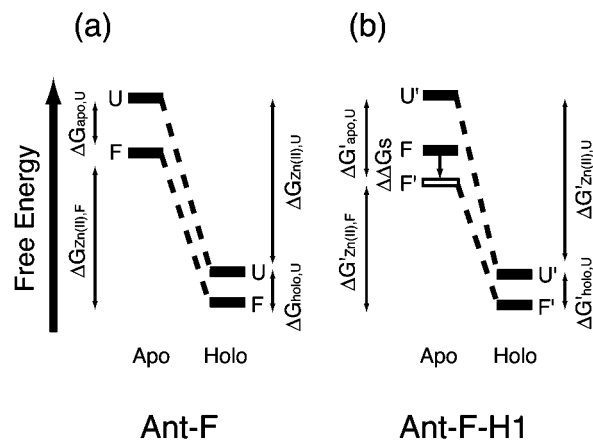 (a)
(b)
Free Energy
U
F
ΔGapo,U
ΔGZn(II),F
ΔGZn(II),U
U
F
ΔGholo,U
Apo
Holo
Ant-F
U'
F
F'
ΔG'apo,U
ΔΔGs
ΔG'Zn(II),F
ΔG'Zn(II),U
U'
F'
ΔG'holo,U
Apo
Holo
Ant-F-H1